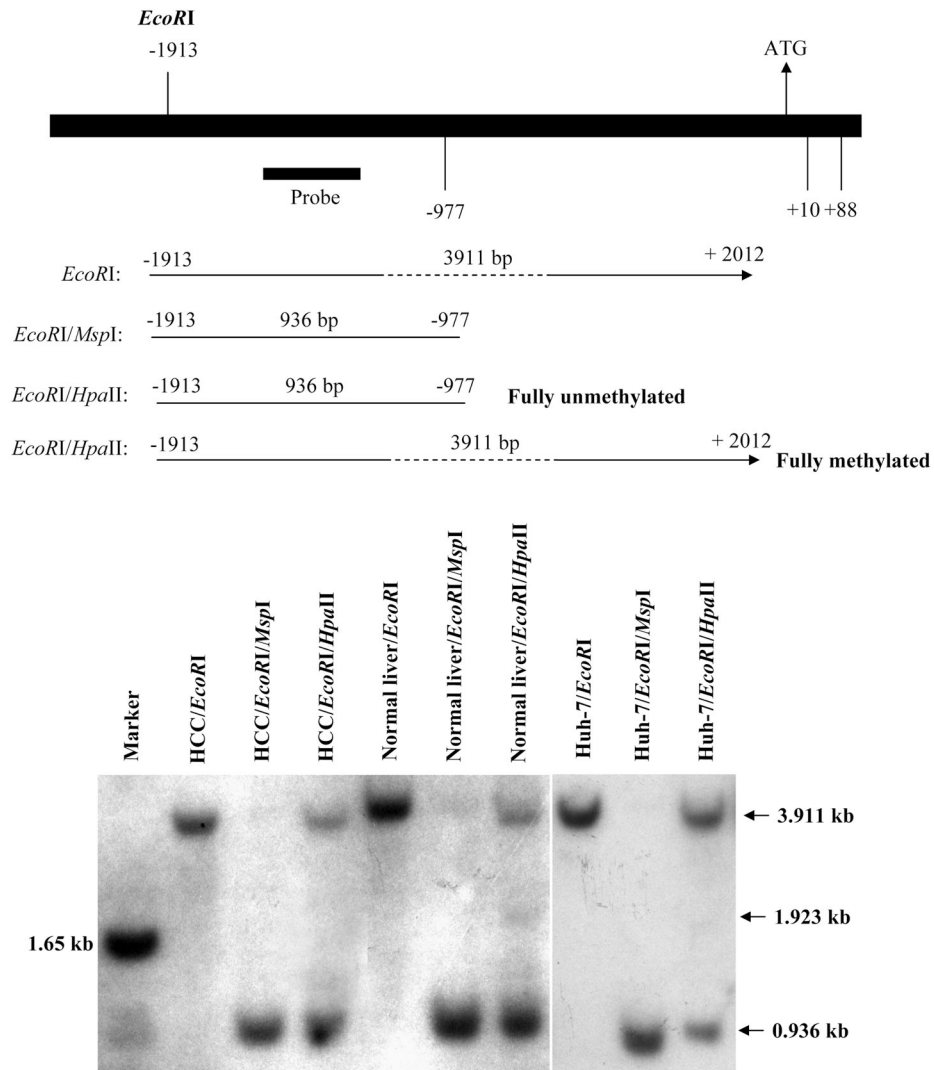 EcoRI
-1913
ATG
Probe
-977
+10 +88
EcoRI: -1913 3911 bp + 2012
EcoRI/MspI: -1913 936 bp -977
EcoRI/HpaII: -1913 936 bp -977 Fully unmethylated
EcoRI/HpaII: -1913 3911 bp + 2012 Fully methylated
Marker
HCC/EcoRI
HCC/EcoRI/MspI
HCC/EcoRI/HpaII
Normal liver/EcoRI
Normal liver/EcoRI/MspI
Normal liver/EcoRI/HpaII
Huh-7/EcoRI
Huh-7/EcoRI/MspI
Huh-7/EcoRI/HpaII
3.911 kb
1.923 kb
1.65 kb
0.936 kb